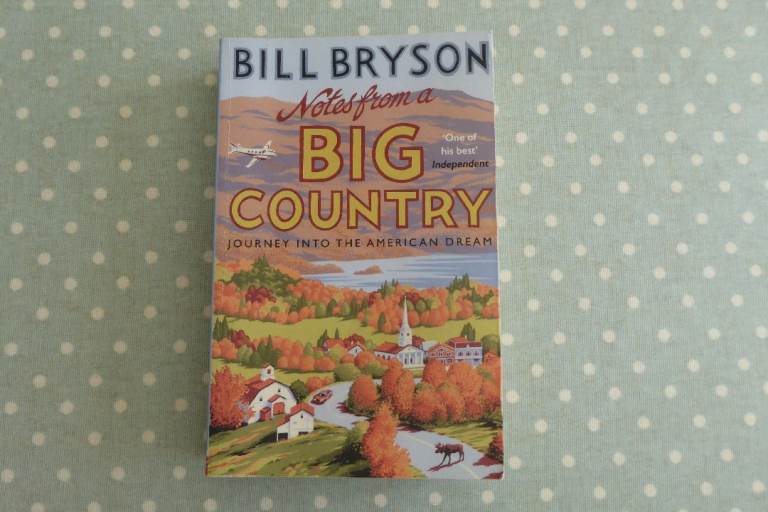 BILL BRYSON
Notes from a
BIG
COUNTRY
'One of
his best'
Independent
JOURNEY INTO THE AMERICAN DREAM